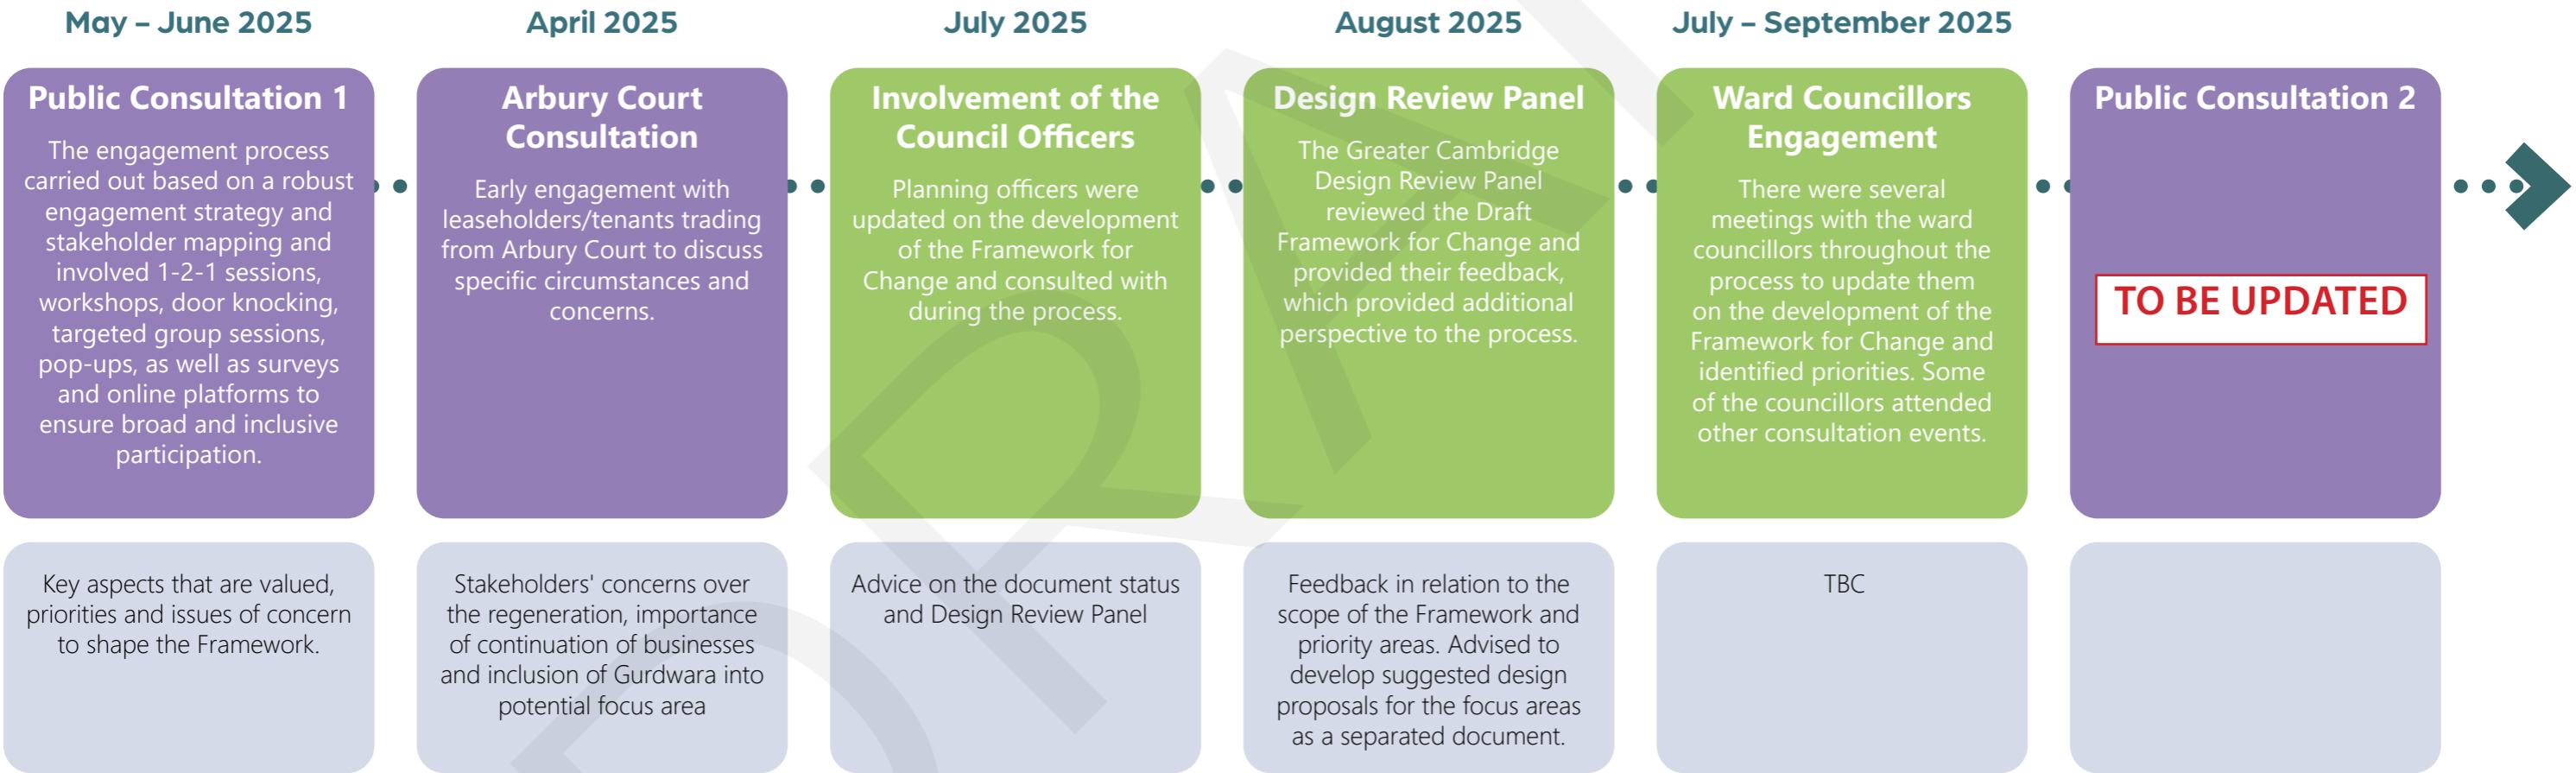 May – June 2025
Public Consultation 1
The engagement process
carried out based on a robust
engagement strategy and
stakeholder mapping and
involved 1-2-1 sessions,
workshops, door knocking,
targeted group sessions,
pop-ups, as well as surveys
and online platforms to
ensure broad and inclusive
participation.
Key aspects that are valued,
priorities and issues of concern
to shape the Framework.
April 2025
Arbury Court
Consultation
Early engagement with
leaseholders/tenants trading
from Arbury Court to discuss
specific circumstances and
concerns.
Stakeholders' concerns over
the regeneration, importance
of continuation of businesses
and inclusion of Gurdwara into
potential focus area
July 2025
Involvement of the
Council Officers
Planning officers were
updated on the development
of the Framework for
Change and consulted with
during the process.
Advice on the document status
and Design Review Panel
August 2025
Design Review Panel
The Greater Cambridge
Design Review Panel
reviewed the Draft
Framework for Change and
provided their feedback,
which provided additional
perspective to the process.
Feedback in relation to the
scope of the Framework and
priority areas. Advised to
develop suggested design
proposals for the focus areas
as a separated document.
July – September 2025
Ward Councillors
Engagement
There were several
meetings with the ward
councillors throughout the
process to update them
on the development of the
Framework for Change and
identified priorities. Some
of the councillors attended
other consultation events.
TBC
Public Consultation 2
TO BE UPDATED